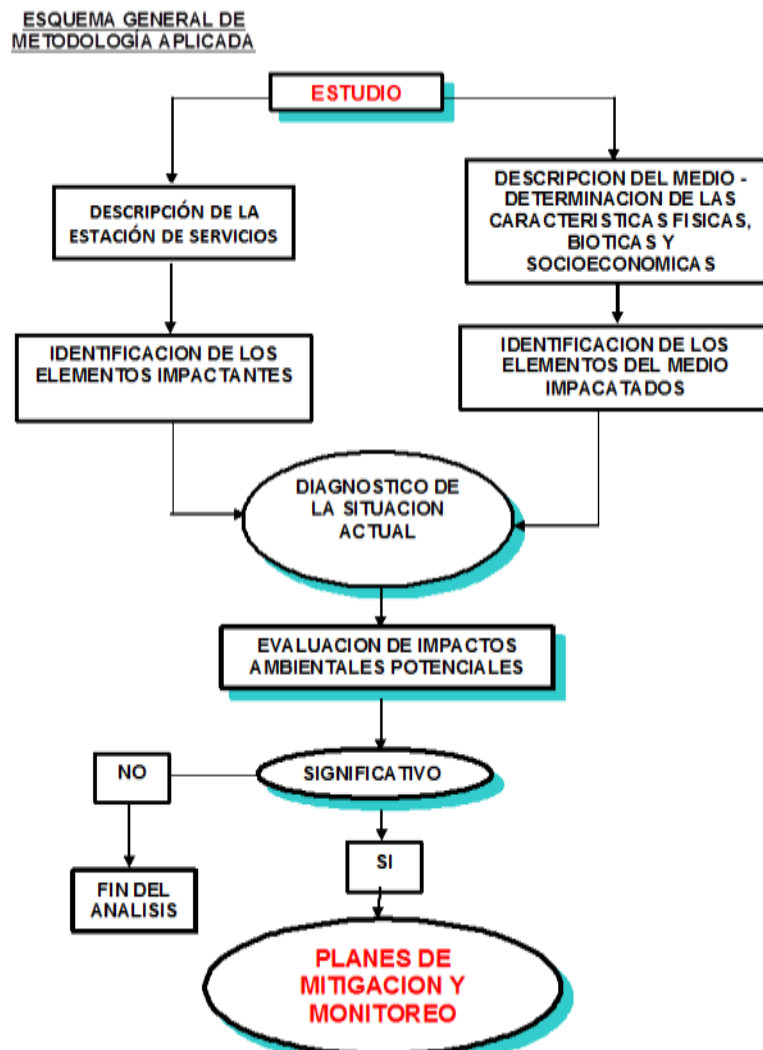 ESQUEMA GENERAL DE
METODOLOGÍA APLICADA
ESTUDIO
DESCRIPCIÓN DE LA
ESTACIÓN DE SERVICIOS
DESCRIPCION DEL MEDIO -
DETERMINACION DE LAS
CARACTERISTICAS FISICAS,
BIOTICAS Y
SOCIOECONOMICAS
IDENTIFICACION DE LOS
ELEMENTOS IMPACTANTES
IDENTIFICACION DE LOS
ELEMENTOS DEL MEDIO
IMPACATADOS
DIAGNOSTICO DE
LA SITUACION
ACTUAL
EVALUACION DE IMPACTOS
AMBIENTALES POTENCIALES
NO
SIGNIFICATIVO
SI
FIN DEL
ANALISIS
PLANES DE
MITIGACION Y
MONITOREO